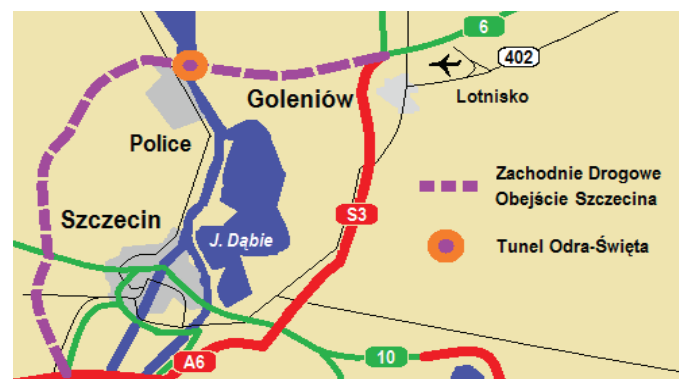 6
402
Goleniów
Lotnisko
Police
Zachodnie Drogowe
Obejście Szczecina
Szczecin
S3
J. Dąbie
Tunel Odra-Święta
A6
10